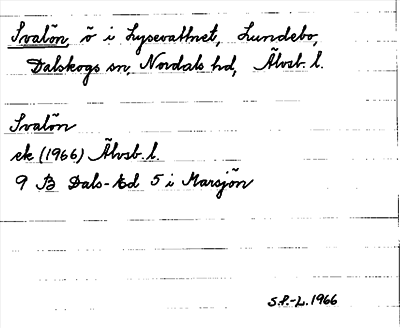 Svalön, ö i Lysevattnet, Lundebo,
Dalskogs sn, Nordals hd, Älvsb. l.
Svalön
ek (1966) Älvsb. l.
9 B Dals-Ed 5 i Marsjön
S.P.-L. 1966